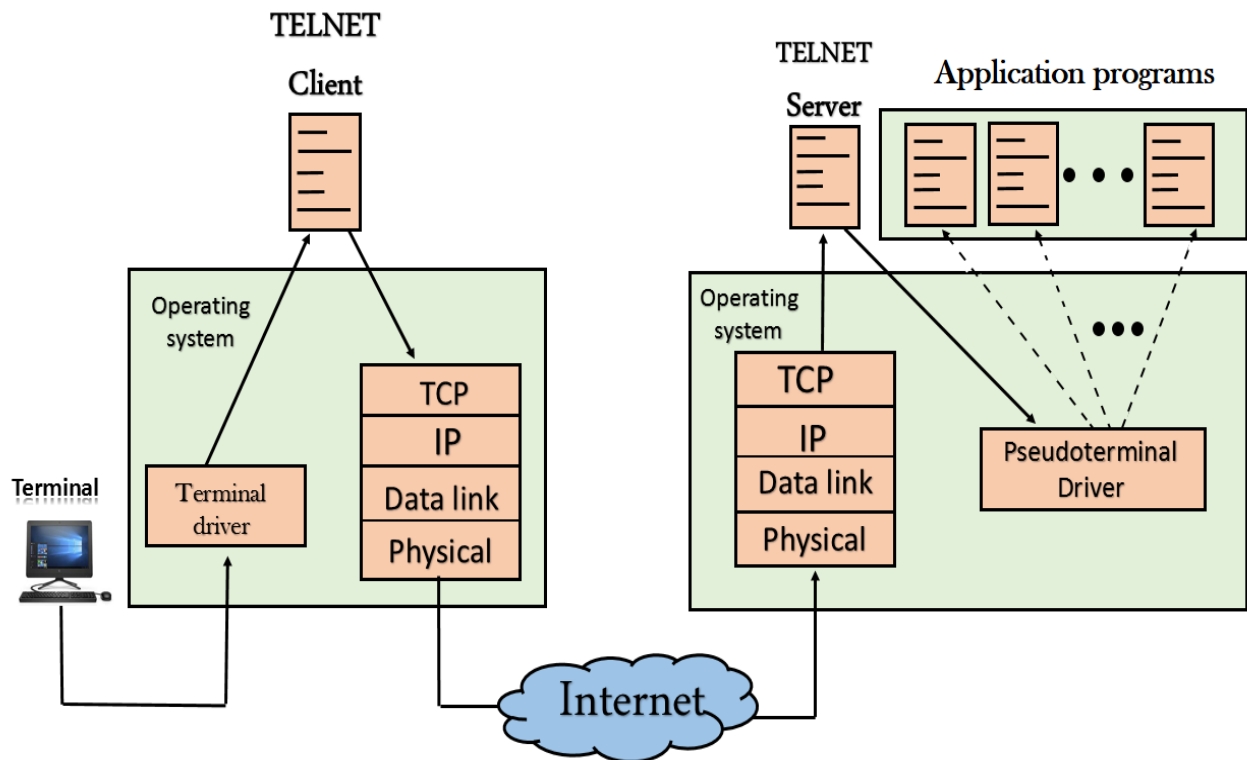 TELNET
Client
TELNET
Server
Application programs
Operating
system
TCP
IP
Data link
Physical
Terminal
driver
Terminal
Operating
system
TCP
IP
Data link
Physical
Pseudoterminal
Driver
Internet